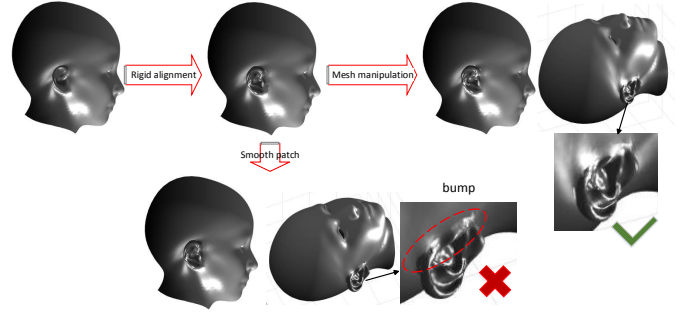 Rigid alignment
Mesh manipulation
Smooth patch
bump